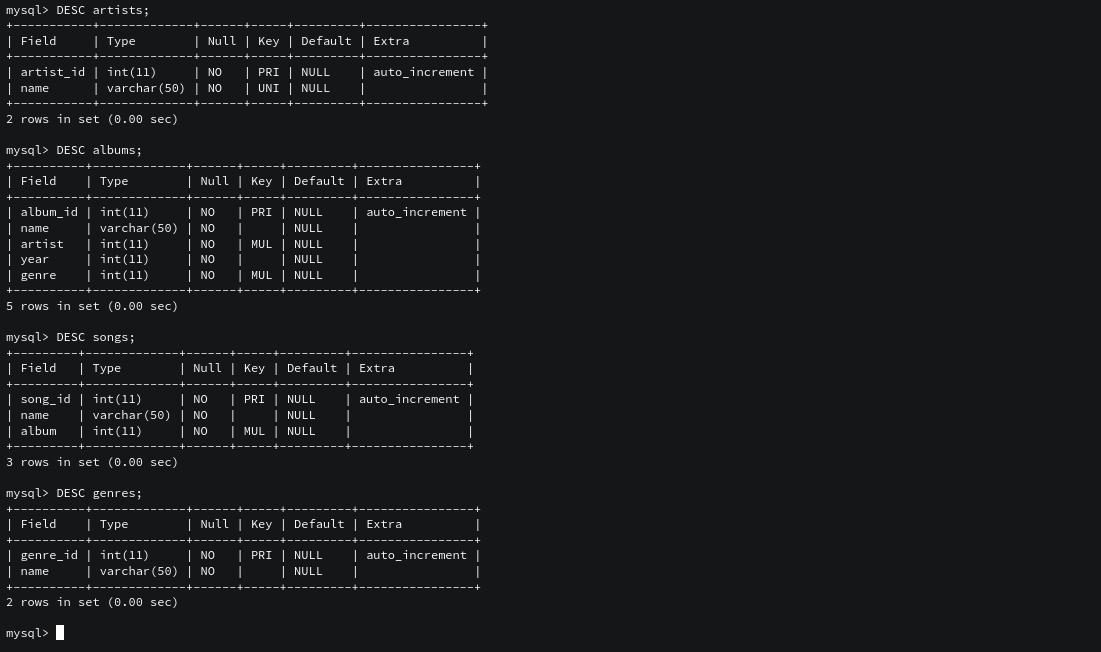 mysql> DESC artists;
+-----------+-------------+------+-----+---------+----------------+
| Field     | Type        | Null | Key | Default | Extra          |
+-----------+-------------+------+-----+---------+----------------+
| artist_id | int(11)     | NO   | PRI | NULL    | auto_increment |
| name      | varchar(50) | NO   | UNI | NULL    |                |
+-----------+-------------+------+-----+---------+----------------+
2 rows in set (0.00 sec)

mysql> DESC albums;
+----------+-------------+------+-----+---------+----------------+
| Field    | Type        | Null | Key | Default | Extra          |
+----------+-------------+------+-----+---------+----------------+
| album_id | int(11)     | NO   | PRI | NULL    | auto_increment |
| name     | varchar(50) | NO   |     | NULL    |                |
| artist   | int(11)     | NO   | MUL | NULL    |                |
| year     | int(11)     | NO   |     | NULL    |                |
| genre    | int(11)     | NO   | MUL | NULL    |                |
+----------+-------------+------+-----+---------+----------------+
5 rows in set (0.00 sec)

mysql> DESC songs;
+---------+-------------+------+-----+---------+----------------+
| Field   | Type        | Null | Key | Default | Extra          |
+---------+-------------+------+-----+---------+----------------+
| song_id | int(11)     | NO   | PRI | NULL    | auto_increment |
| name    | varchar(50) | NO   |     | NULL    |                |
| album   | int(11)     | NO   | MUL | NULL    |                |
+---------+-------------+------+-----+---------+----------------+
3 rows in set (0.00 sec)

mysql> DESC genres;
+----------+-------------+------+-----+---------+----------------+
| Field    | Type        | Null | Key | Default | Extra          |
+----------+-------------+------+-----+---------+----------------+
| genre_id | int(11)     | NO   | PRI | NULL    | auto_increment |
| name     | varchar(50) | NO   |     | NULL    |                |
+----------+-------------+------+-----+---------+----------------+
2 rows in set (0.00 sec)

mysql>